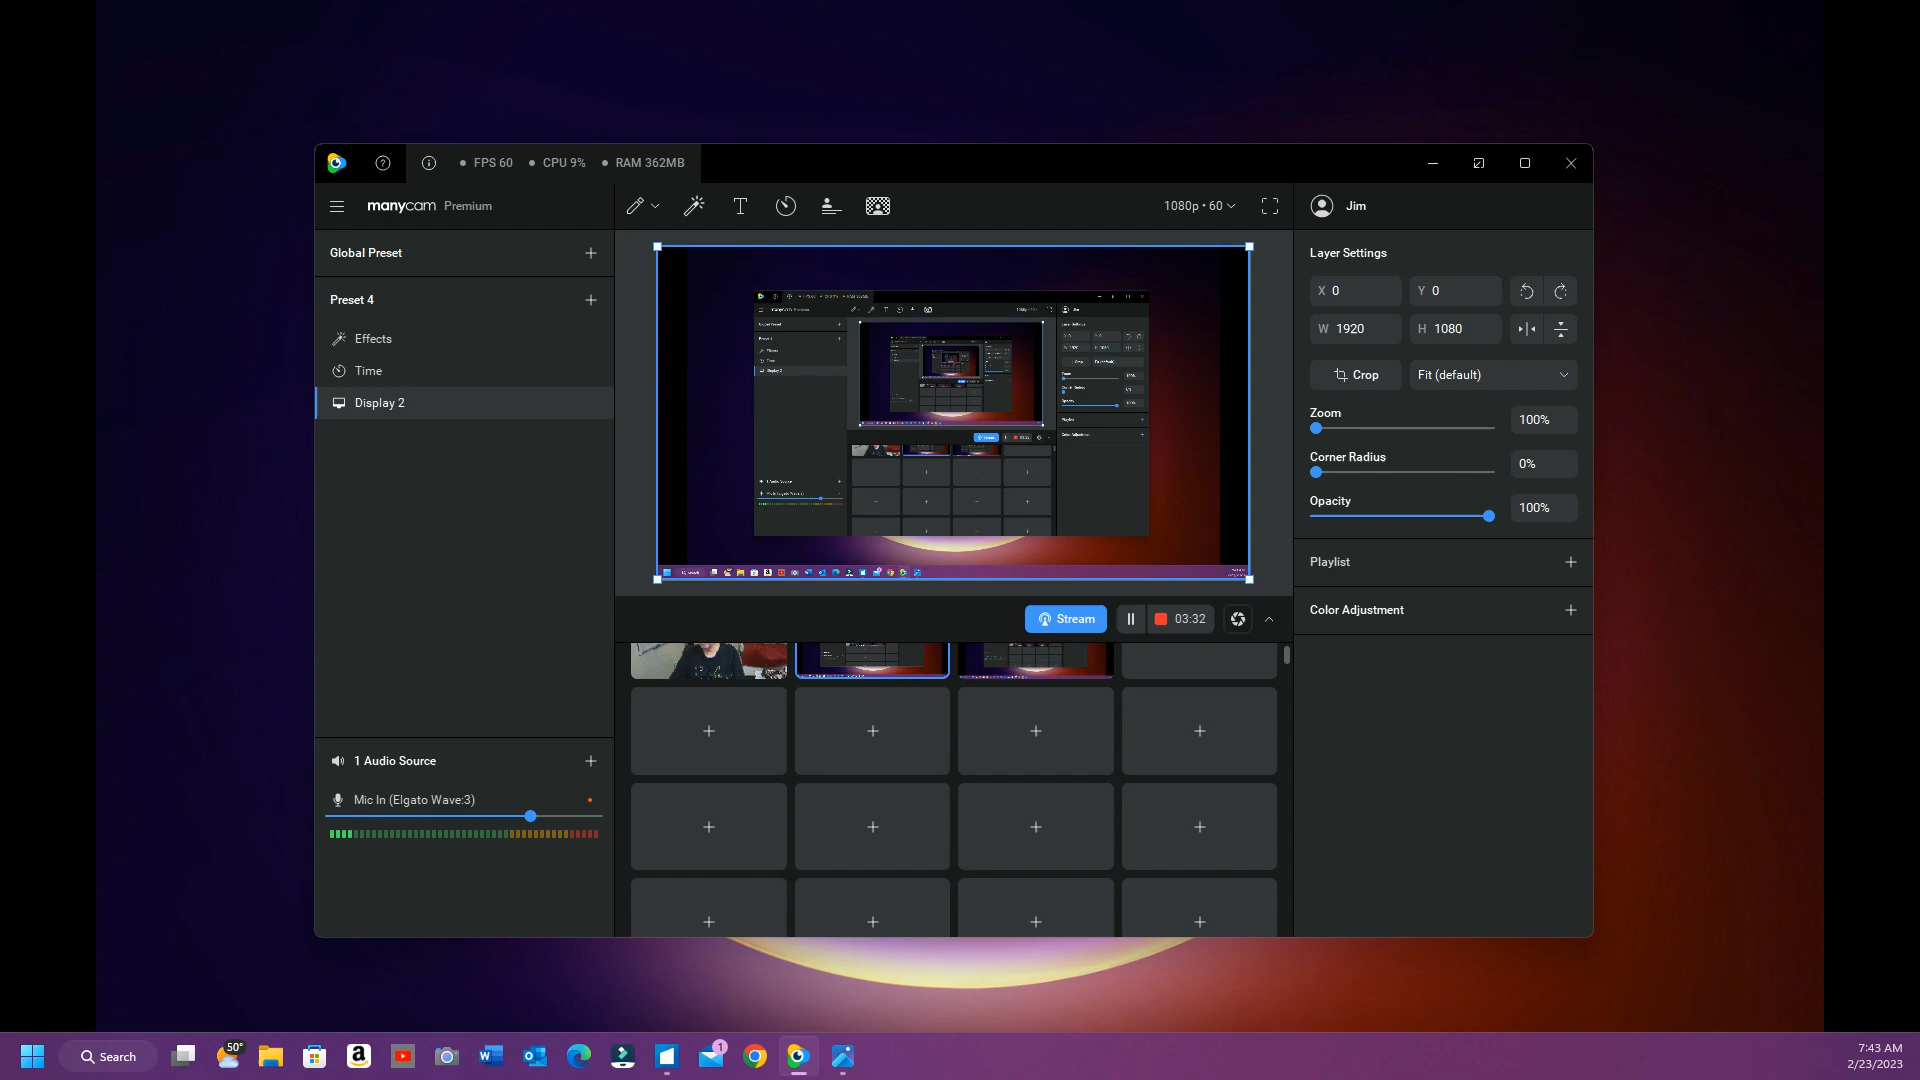 FPS 60
CPU 9%
RAM 362MB
manycam Premium
1080p • 60
Jim
Global Preset
Preset 4
Effects
Time
Display 2
Layer Settings
X 0
Y 0
W 1920
H 1080
Crop
Fit (default)
Zoom
100%
Corner Radius
0%
Opacity
100%
Playlist
Color Adjustment
Stream
03:32
1 Audio Source
Mic In (Elgato Wave:3)
50°
Search
1
7:43 AM
2/23/2023